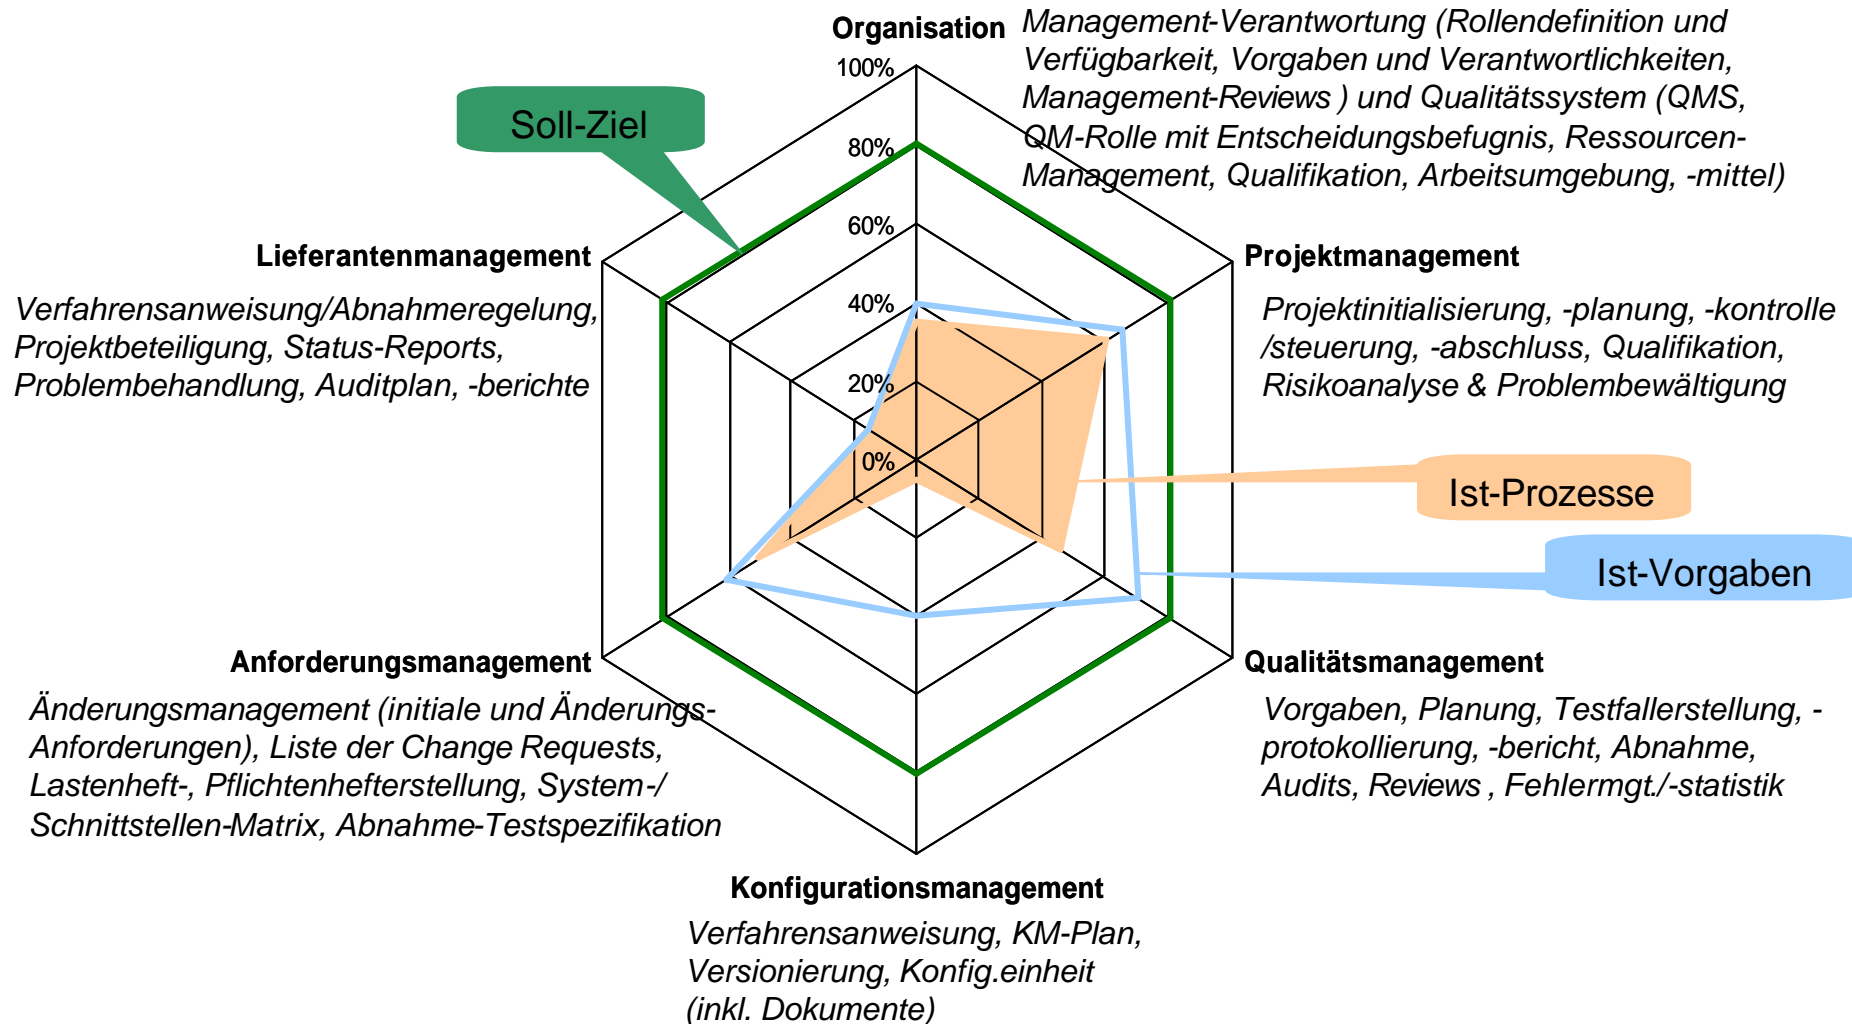 Organisation
Management-Verantwortung (Rollendefinition und
Verfügbarkeit, Vorgaben und Verantwortlichkeiten,
Management-Reviews ) und Qualitätssystem (QMS,
QM-Rolle mit Entscheidungsbefugnis, Ressourcen-
Management, Qualifikation, Arbeitsumgebung, -mittel)
100%
80%
60%
40%
20%
0%
Soll-Ziel
Lieferantenmanagement
Verfahrensanweisung/Abnahmeregelung,
Projektbeteiligung, Status-Reports,
Problembehandlung, Auditplan, -berichte
Projektmanagement
Projektinitialisierung, -planung, -kontrolle
/steuerung, -abschluss, Qualifikation,
Risikoanalyse & Problembewältigung
Ist-Prozesse
Ist-Vorgaben
Anforderungsmanagement
Änderungsmanagement (initiale und Änderungs-
Anforderungen), Liste der Change Requests,
Lastenheft-, Pflichtenhefterstellung, System-/
Schnittstellen-Matrix, Abnahme-Testspezifikation
Qualitätsmanagement
Vorgaben, Planung, Testfallerstellung, -
protokollierung, -bericht, Abnahme,
Audits, Reviews , Fehlermgt./-statistik
Konfigurationsmanagement
Verfahrensanweisung, KM-Plan,
Versionierung, Konfig.einheit
(inkl. Dokumente)